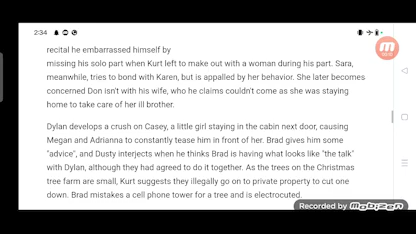 2:34
recital he embarrassed himself by
missing his solo part when Kurt left to make out with a woman during his part. Sara,
meanwhile, tries to bond with Karen, but is appalled by her behavior. She later becomes
concerned Don isn't with his wife, who he claims couldn't come as she was staying
home to take care of her ill brother.
Dylan develops a crush on Casey, a little girl staying in the cabin next door, causing
Megan and Adrianna to constantly tease him in front of her. Brad gives him some
"advice", and Dusty interjects when he thinks Brad is having what looks like "the talk"
with Dylan, although they had agreed to do it together. As the trees on the Christmas
tree farm are small, Kurt suggests they illegally go on to private property to cut one
down. Brad mistakes a cell phone tower for a tree and is electrocuted.
Recorded by Mobizen